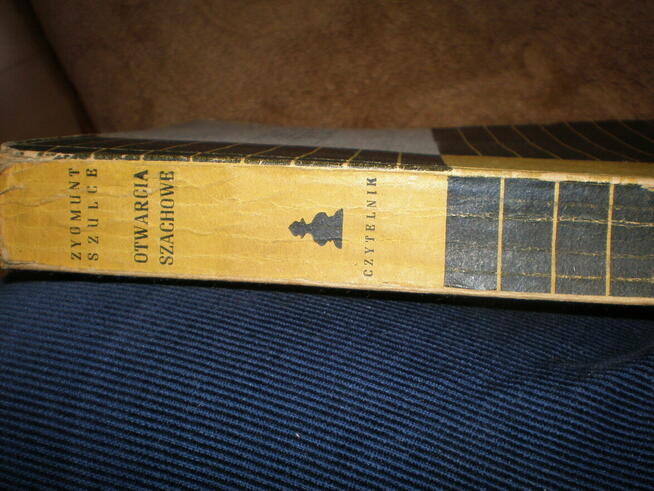 ZYGMUNT
SZULCE
OTWARCIA
SZACHOWE
CZYTELNIK